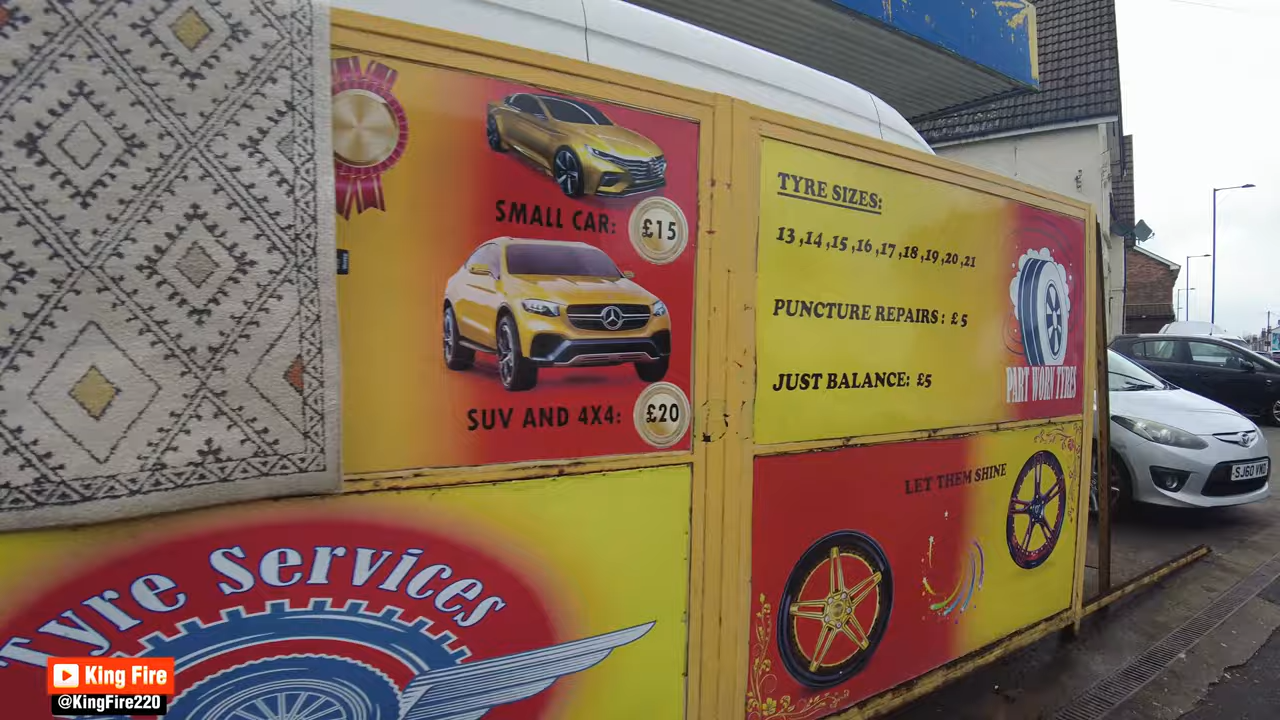 SMALL CAR: £15
SUV AND 4X4: £20
TYRE SIZES:
13 ,14 ,15 ,16 ,17 ,18 ,19 ,20 ,21
PUNCTURE REPAIRS : £ 5
JUST BALANCE: £5
PART WORN TYRES
LET THEM SHINE
Tyre Services
SJ60 VMD
King Fire
@KingFire220